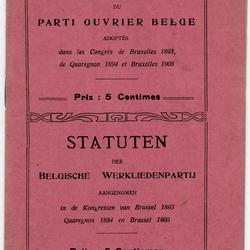 DU
PARTI OUVRIER BELGE
ADOPTÉS
dans les Congrès de Bruxelles 1893,
de Quaregnon 1894 et Bruxelles 1908
Prix : 5 Centimes
STATUTEN
DER
BELGISCHE WERKLIEDENPARTIJ
AANGENOMEN
in de Kongressen van Brussel 1893
Quaregnon 1894 en Brussel 1908